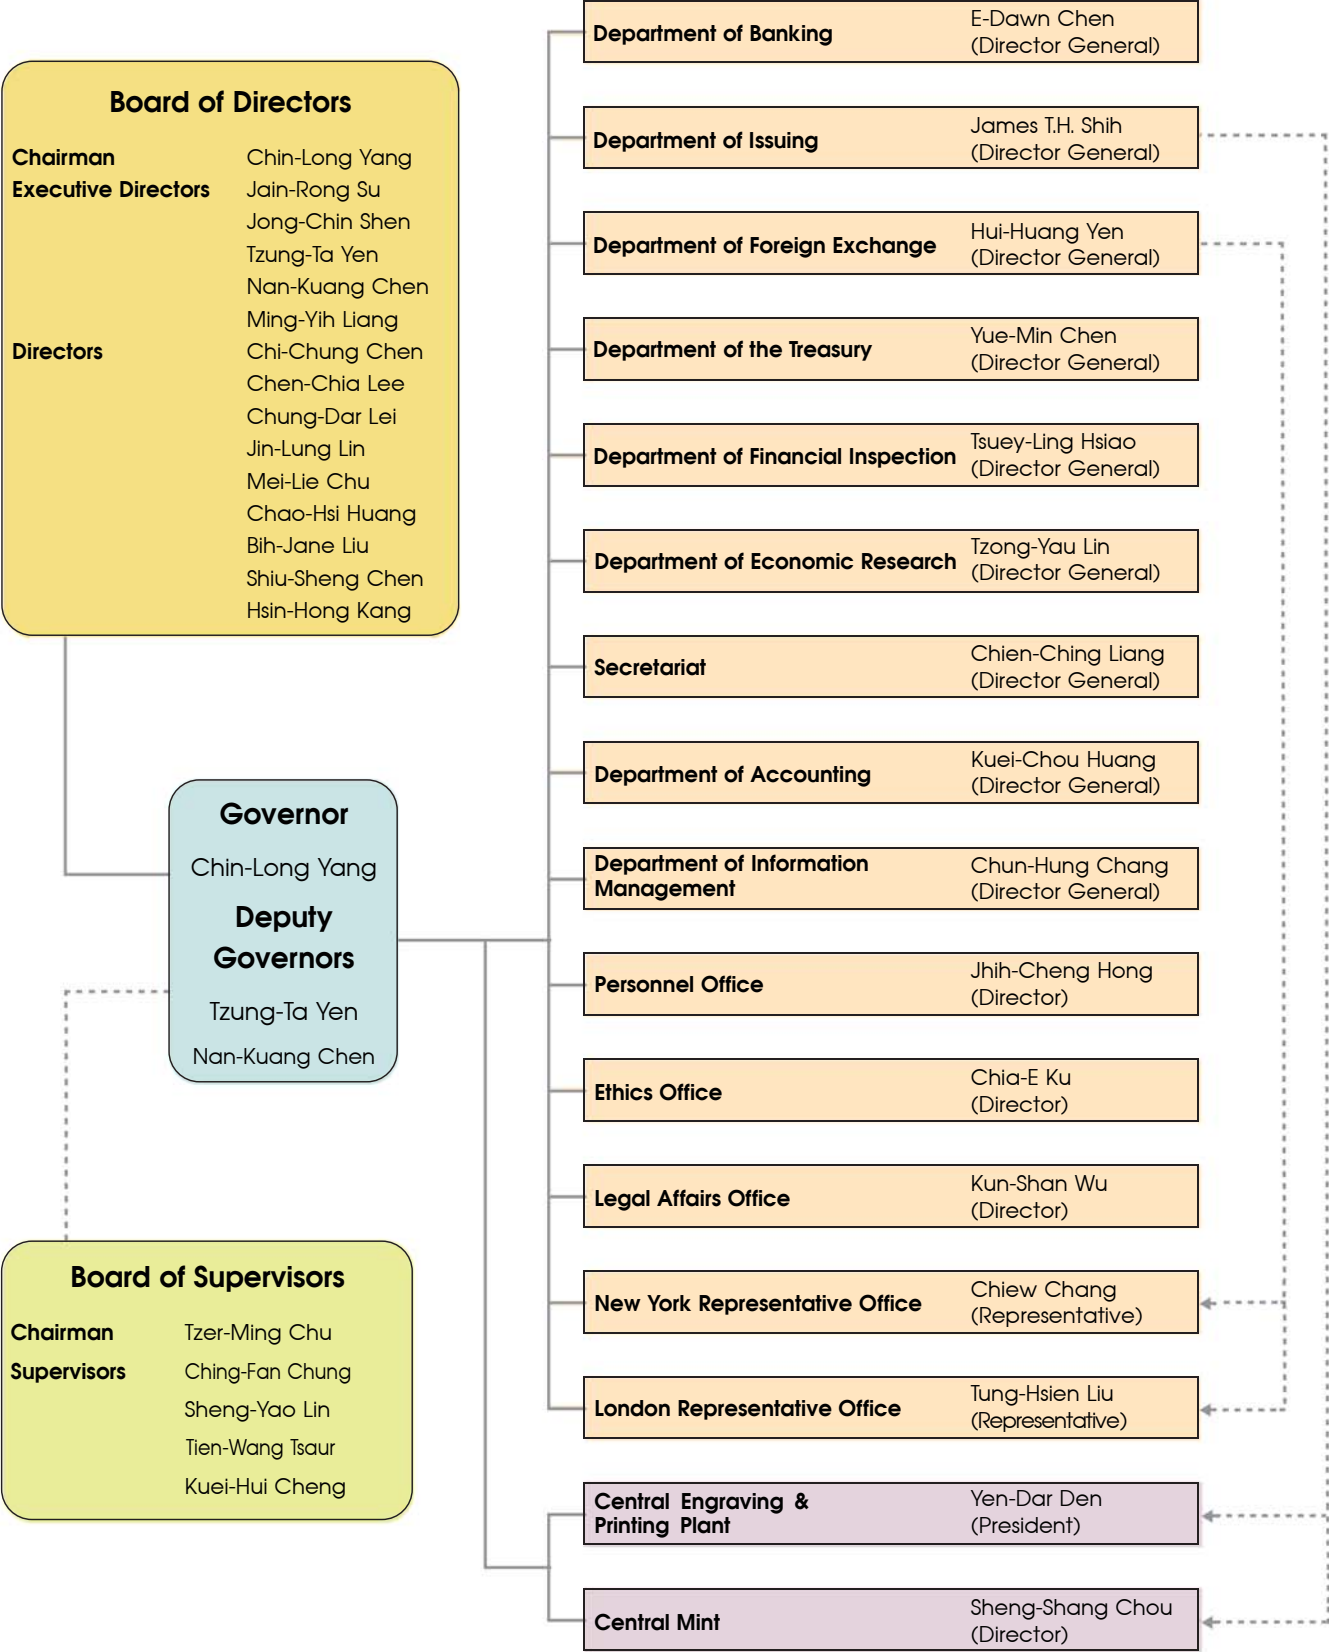 Board of Directors
Chairman Chin-Long Yang
Executive Directors Jain-Rong Su
Jong-Chin Shen
Tzung-Ta Yen
Nan-Kuang Chen
Ming-Yih Liang
Directors Chi-Chung Chen
Chen-Chia Lee
Chung-Dar Lei
Jin-Lung Lin
Mei-Lie Chu
Chao-Hsi Huang
Bih-Jane Liu
Shiu-Sheng Chen
Hsin-Hong Kang
Governor
Chin-Long Yang
Deputy
Governors
Tzung-Ta Yen
Nan-Kuang Chen
Board of Supervisors
Chairman Tzer-Ming Chu
Supervisors Ching-Fan Chung
Sheng-Yao Lin
Tien-Wang Tsaur
Kuei-Hui Cheng
Department of Banking
E-Dawn Chen
(Director General)
Department of Issuing
James T.H. Shih
(Director General)
Department of Foreign Exchange
Hui-Huang Yen
(Director General)
Department of the Treasury
Yue-Min Chen
(Director General)
Department of Financial Inspection
Tsuey-Ling Hsiao
(Director General)
Department of Economic Research
Tzong-Yau Lin
(Director General)
Secretariat
Chien-Ching Liang
(Director General)
Department of Accounting
Kuei-Chou Huang
(Director General)
Department of Information
Management
Chun-Hung Chang
(Director General)
Personnel Office
Jhih-Cheng Hong
(Director)
Ethics Office
Chia-E Ku
(Director)
Legal Affairs Office
Kun-Shan Wu
(Director)
New York Representative Office
Chiew Chang
(Representative)
London Representative Office
Tung-Hsien Liu
(Representative)
Central Engraving &
Printing Plant
Yen-Dar Den
(President)
Central Mint
Sheng-Shang Chou
(Director)